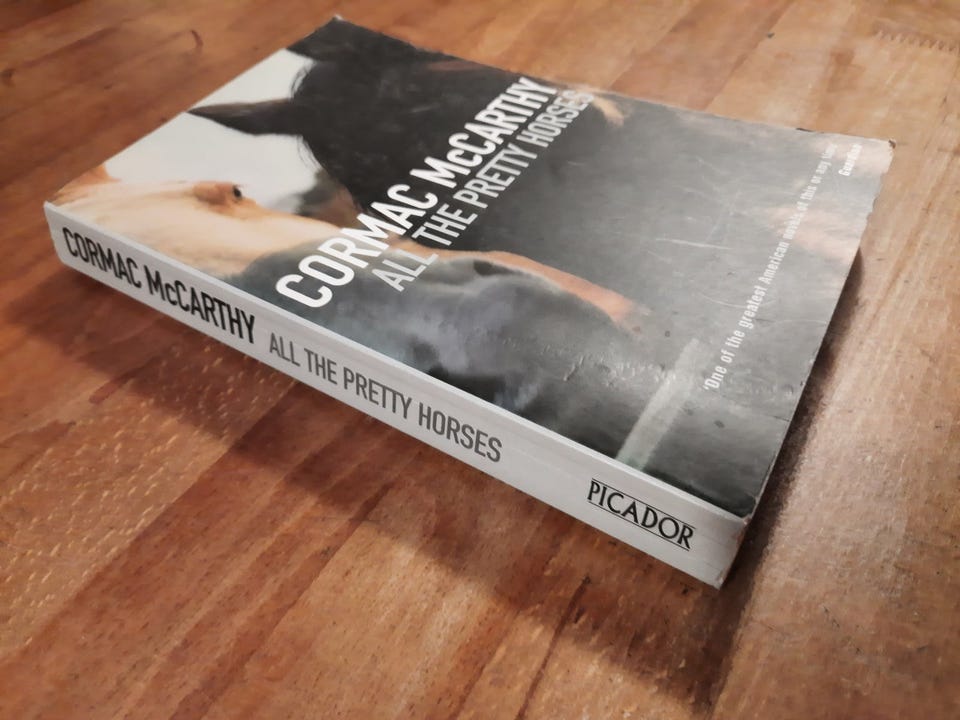 CORMAC McCARTHY
ALL THE PRETTY HORSES
'One of the greatest American novels of this or any time'
Guardian
CORMAC McCARTHY ALL THE PRETTY HORSES
PICADOR